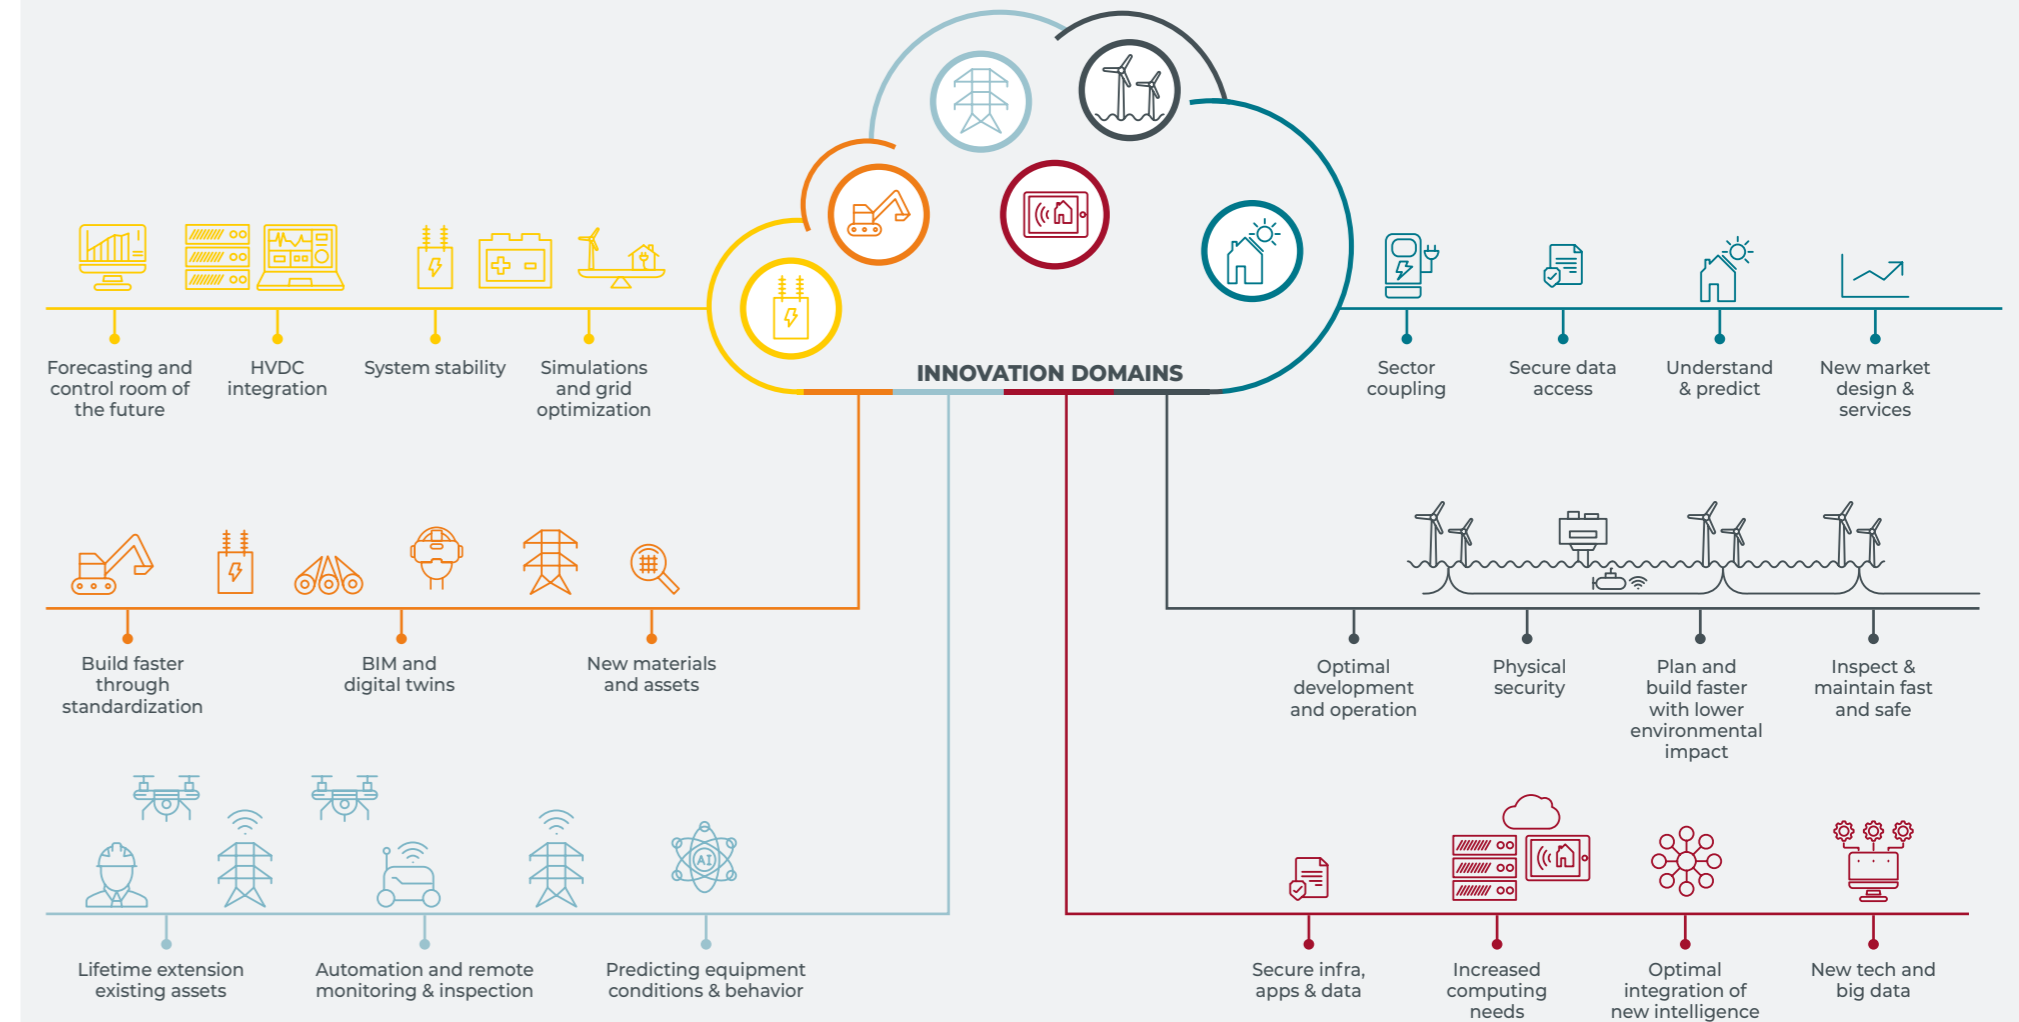 INNOVATION DOMAINS
Forecasting and
control room of
the future
HVDC
integration
System stability
Simulations
and grid
optimization
Sector
coupling
Secure data
access
Understand
& predict
New market
design &
services
Build faster
through
standardization
BIM and
digital twins
New materials
and assets
Optimal
development
and operation
Physical
security
Plan and
build faster
with lower
environmental
impact
Inspect &
maintain fast
and safe
AI
Lifetime extension
existing assets
Automation and remote
monitoring & inspection
Predicting equipment
conditions & behavior
Secure infra,
apps & data
Increased
computing
needs
Optimal
integration of
new intelligence
New tech and
big data